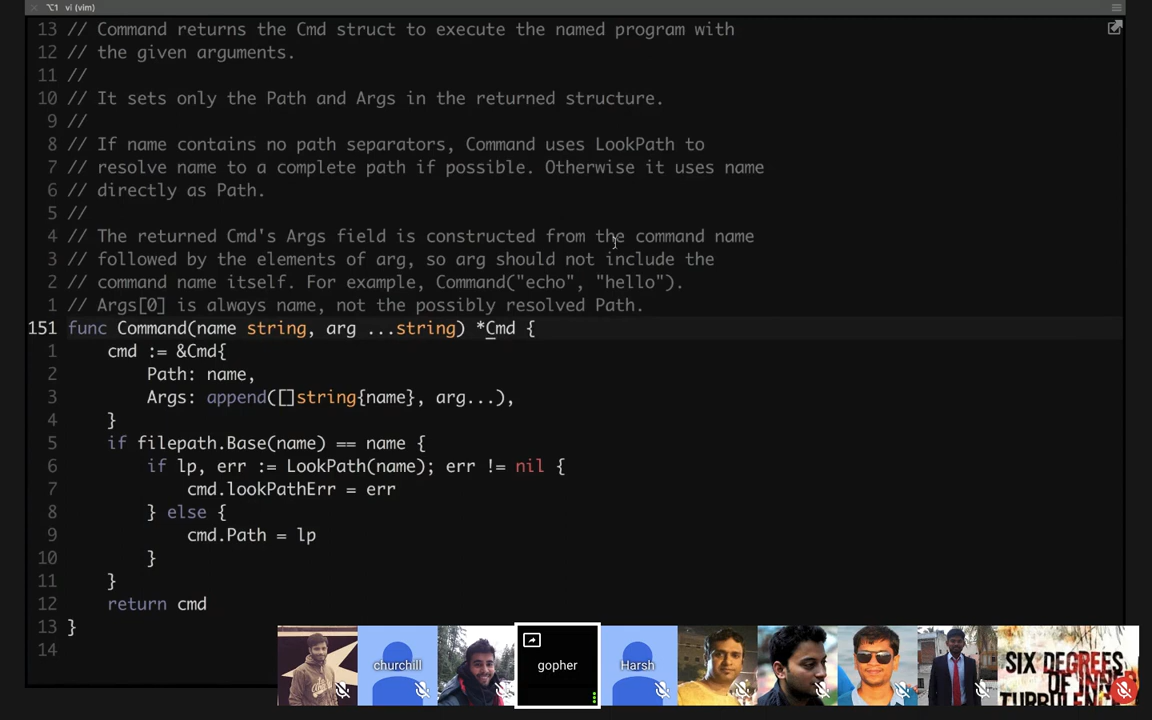 ⌥1 vi (vim)
13 // Command returns the Cmd struct to execute the named program with
12 // the given arguments.
11 //
10 // It sets only the Path and Args in the returned structure.
9 //
8 // If name contains no path separators, Command uses LookPath to
7 // resolve name to a complete path if possible. Otherwise it uses name
6 // directly as Path.
5 //
4 // The returned Cmd's Args field is constructed from the command name
3 // followed by the elements of arg, so arg should not include the
2 // command name itself. For example, Command("echo", "hello").
1 // Args[0] is always name, not the possibly resolved Path.
151 func Command(name string, arg ...string) *Cmd {
1 cmd := &Cmd{
2 Path: name,
3 Args: append([]string{name}, arg...),
4 }
5 if filepath.Base(name) == name {
6 if lp, err := LookPath(name); err != nil {
7 cmd.lookPathErr = err
8 } else {
9 cmd.Path = lp
10 }
11 }
12 return cmd
13 }
14
churchill
gopher
Harsh
SIX DEGREES
OF INNER
TURBULENCE